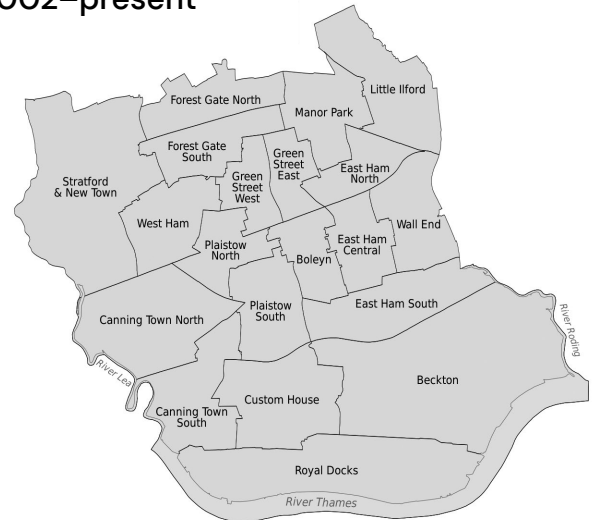 2002–present
Little Ilford
Forest Gate North
Manor Park
Forest Gate
South
Green
Street
East
East Ham
North
Stratford
& New Town
Green
Street
West
West Ham
Wall End
Plaistow
North
East Ham
Central
Boleyn
East Ham South
Plaistow
South
Canning Town North
River Roding
River Lea
Beckton
Custom House
Canning Town
South
Royal Docks
River Thames